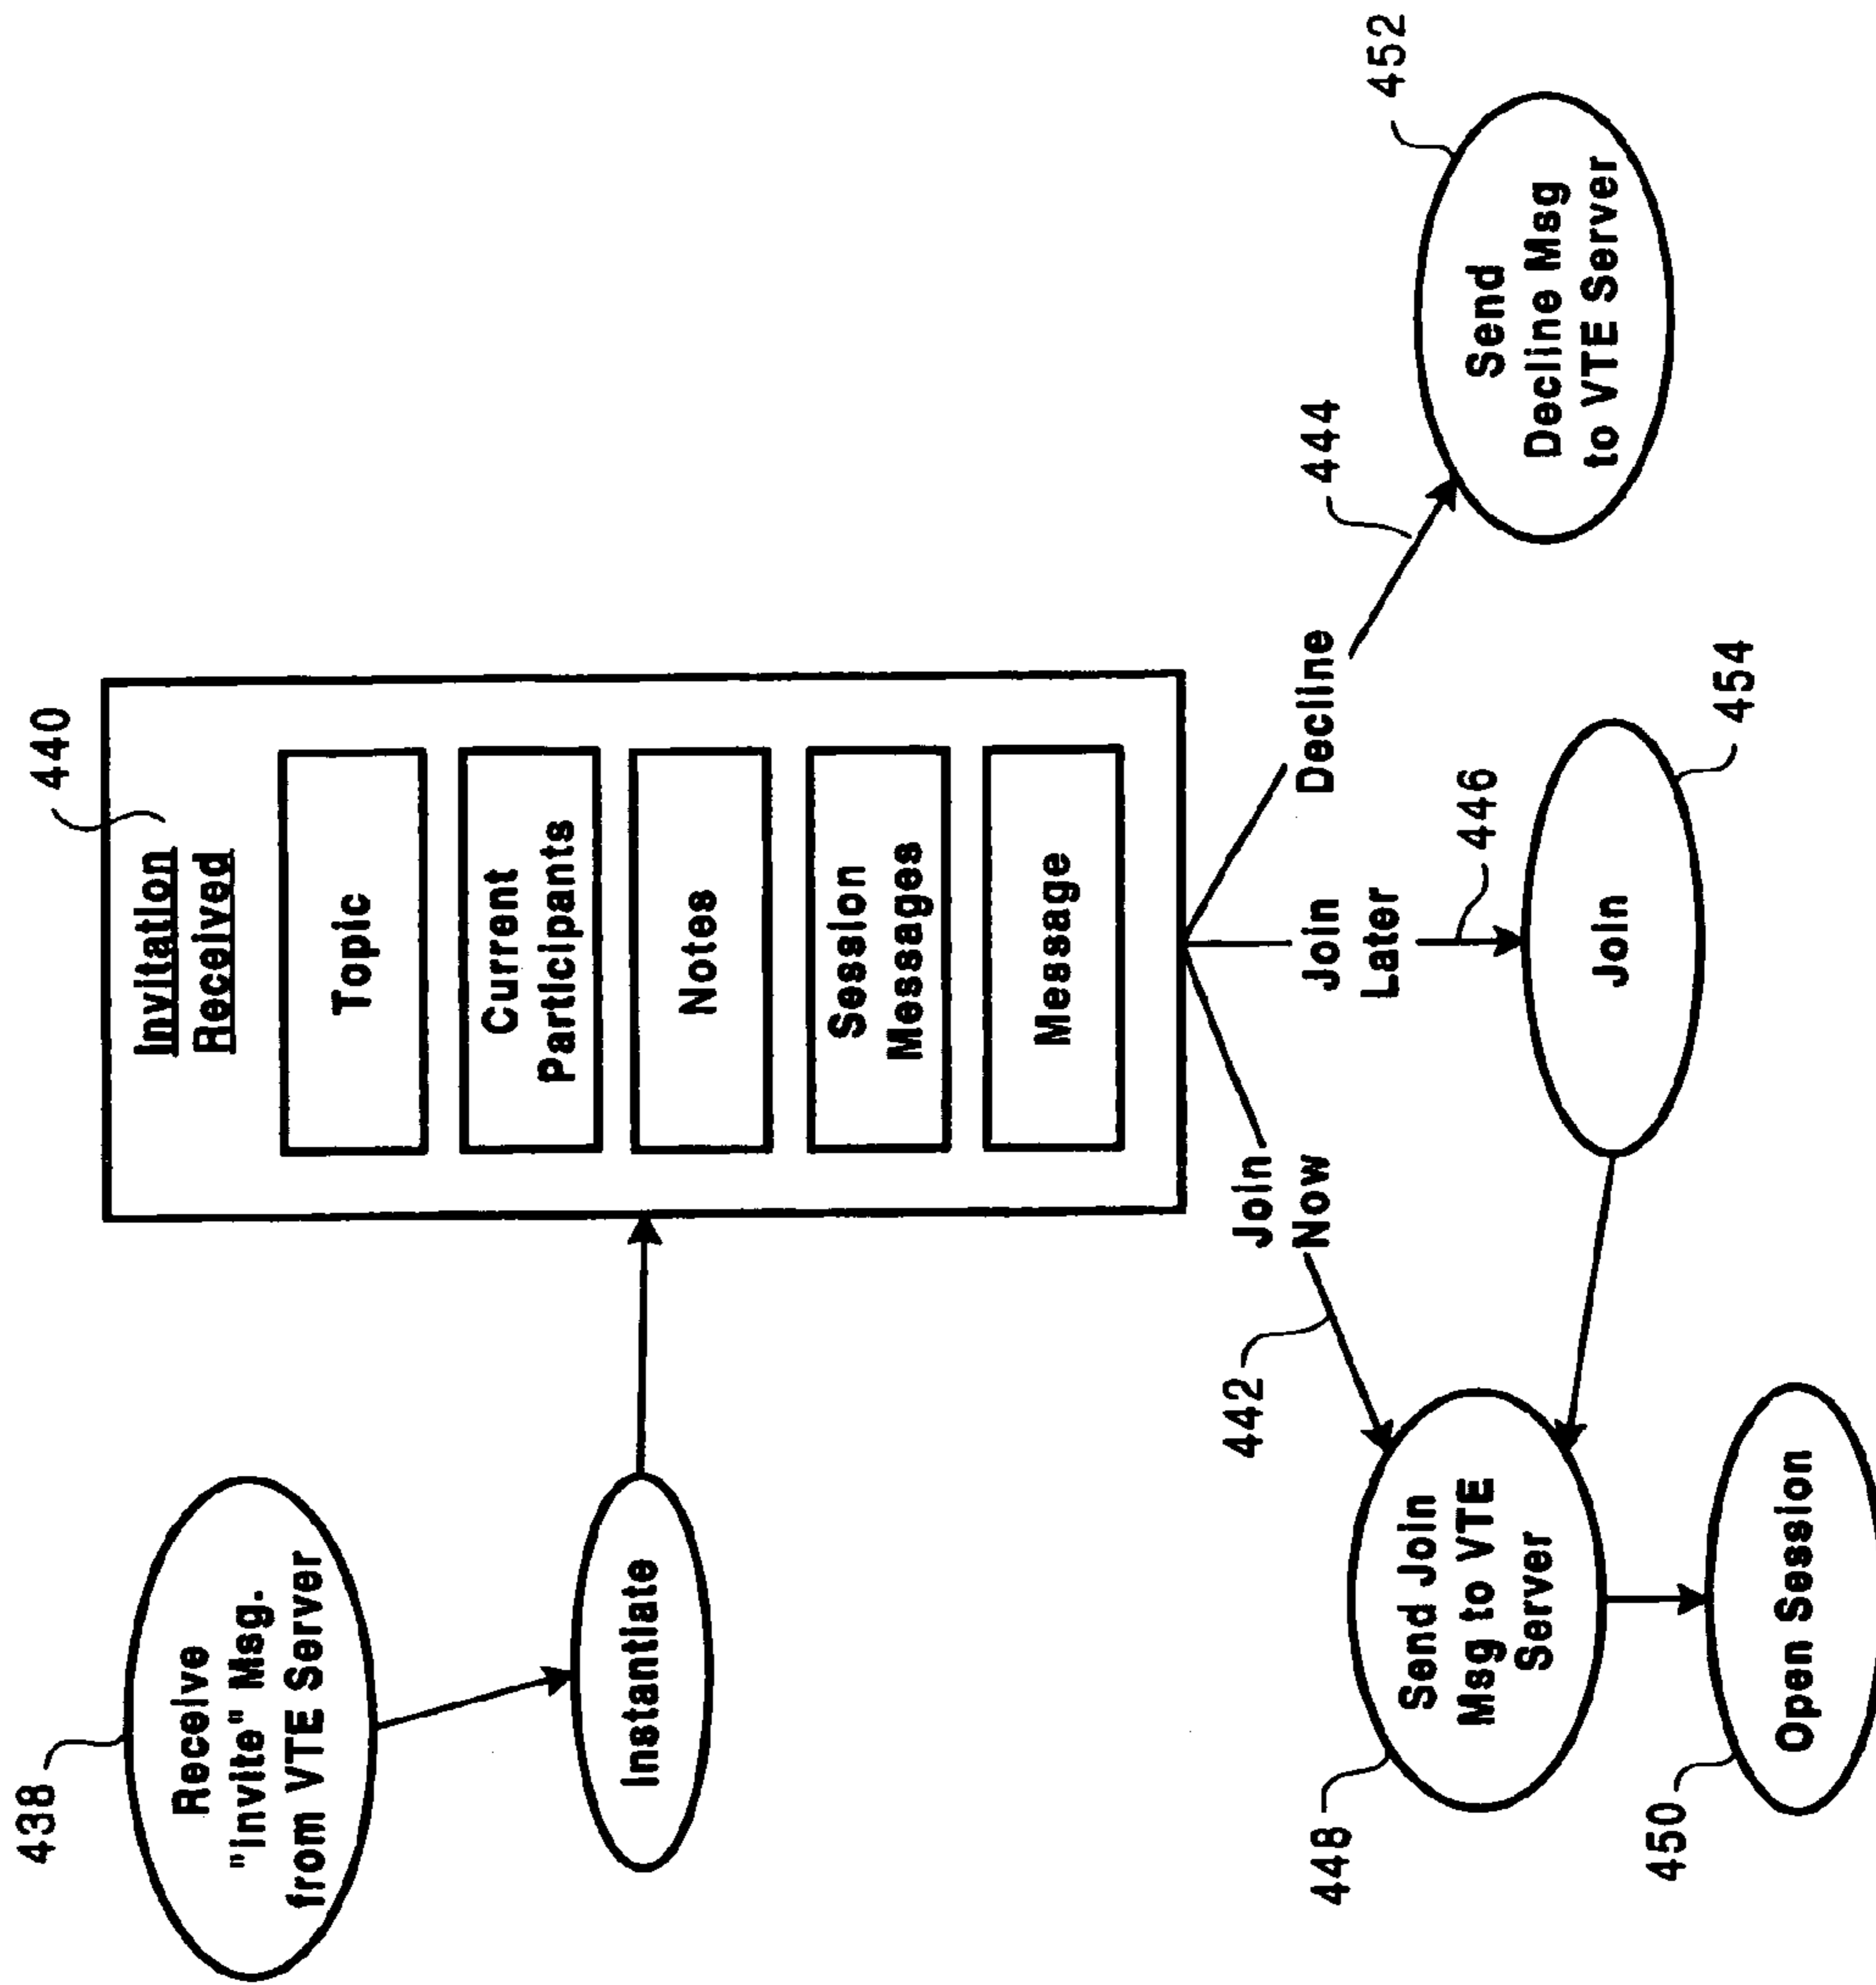 438
Receive
"invite" Msg.
from VTE Server
Instantiate
440
Invitation
Received
Topic
Current
Participants
Notes
Session
Messages
Message
Join
Now
442
Join
Later
446
Decline
444
448
Send Join
Msg to VTE
Server
450
Open Session
Join
454
Send
Decline Msg
to VTE Server
452